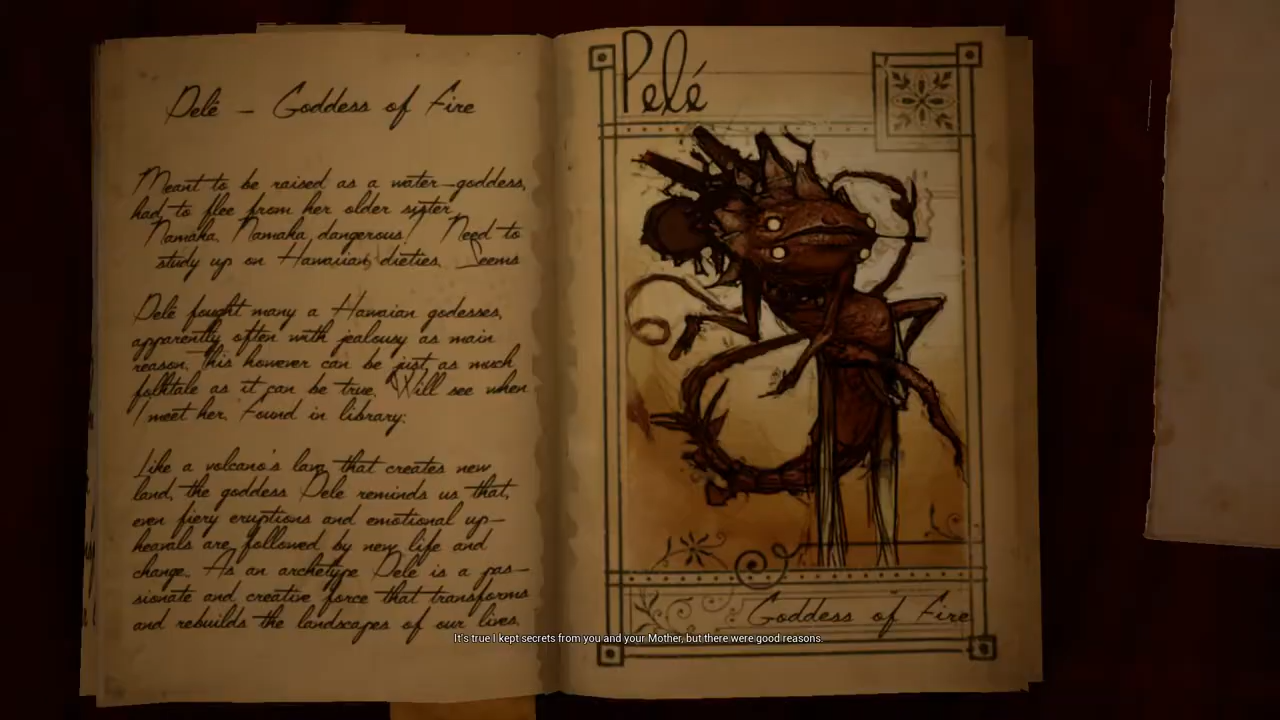 Pelé – Goddess of Fire
Meant to be raised as a water-goddess,
had to flee from her older sister
Namaka. Namaka dangerous! Need to
study up on Hawaiian dieties. Seems
Pelé fought many a Hawaiian godesses,
apparently often with jealousy as main
reason. This however can be just as much
folktale as it can be true. Will see when
I meet her. Found in library:
Like a volcano's lava that creates new
land, the goddess Pele reminds us that,
even fiery eruptions and emotional up-
heavals are followed by new life and
change. As an archetype Pele is a pas-
sionate and creative force that transforms
and rebuilds the landscapes of our lives.
Pelé
Goddess of Fire
It's true I kept secrets from you and your Mother, but there were good reasons.